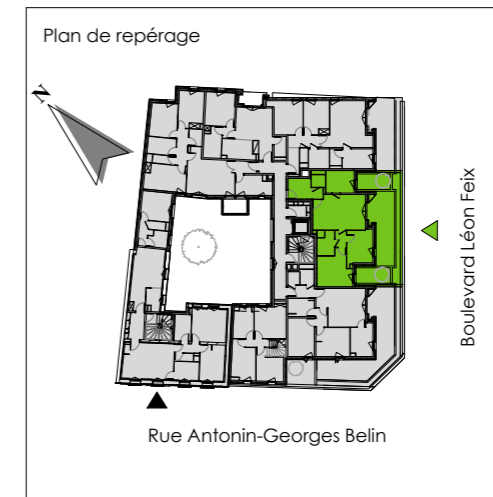 Plan de repérage
N
Boulevard Léon Feix
Rue Antonin-Georges Belin